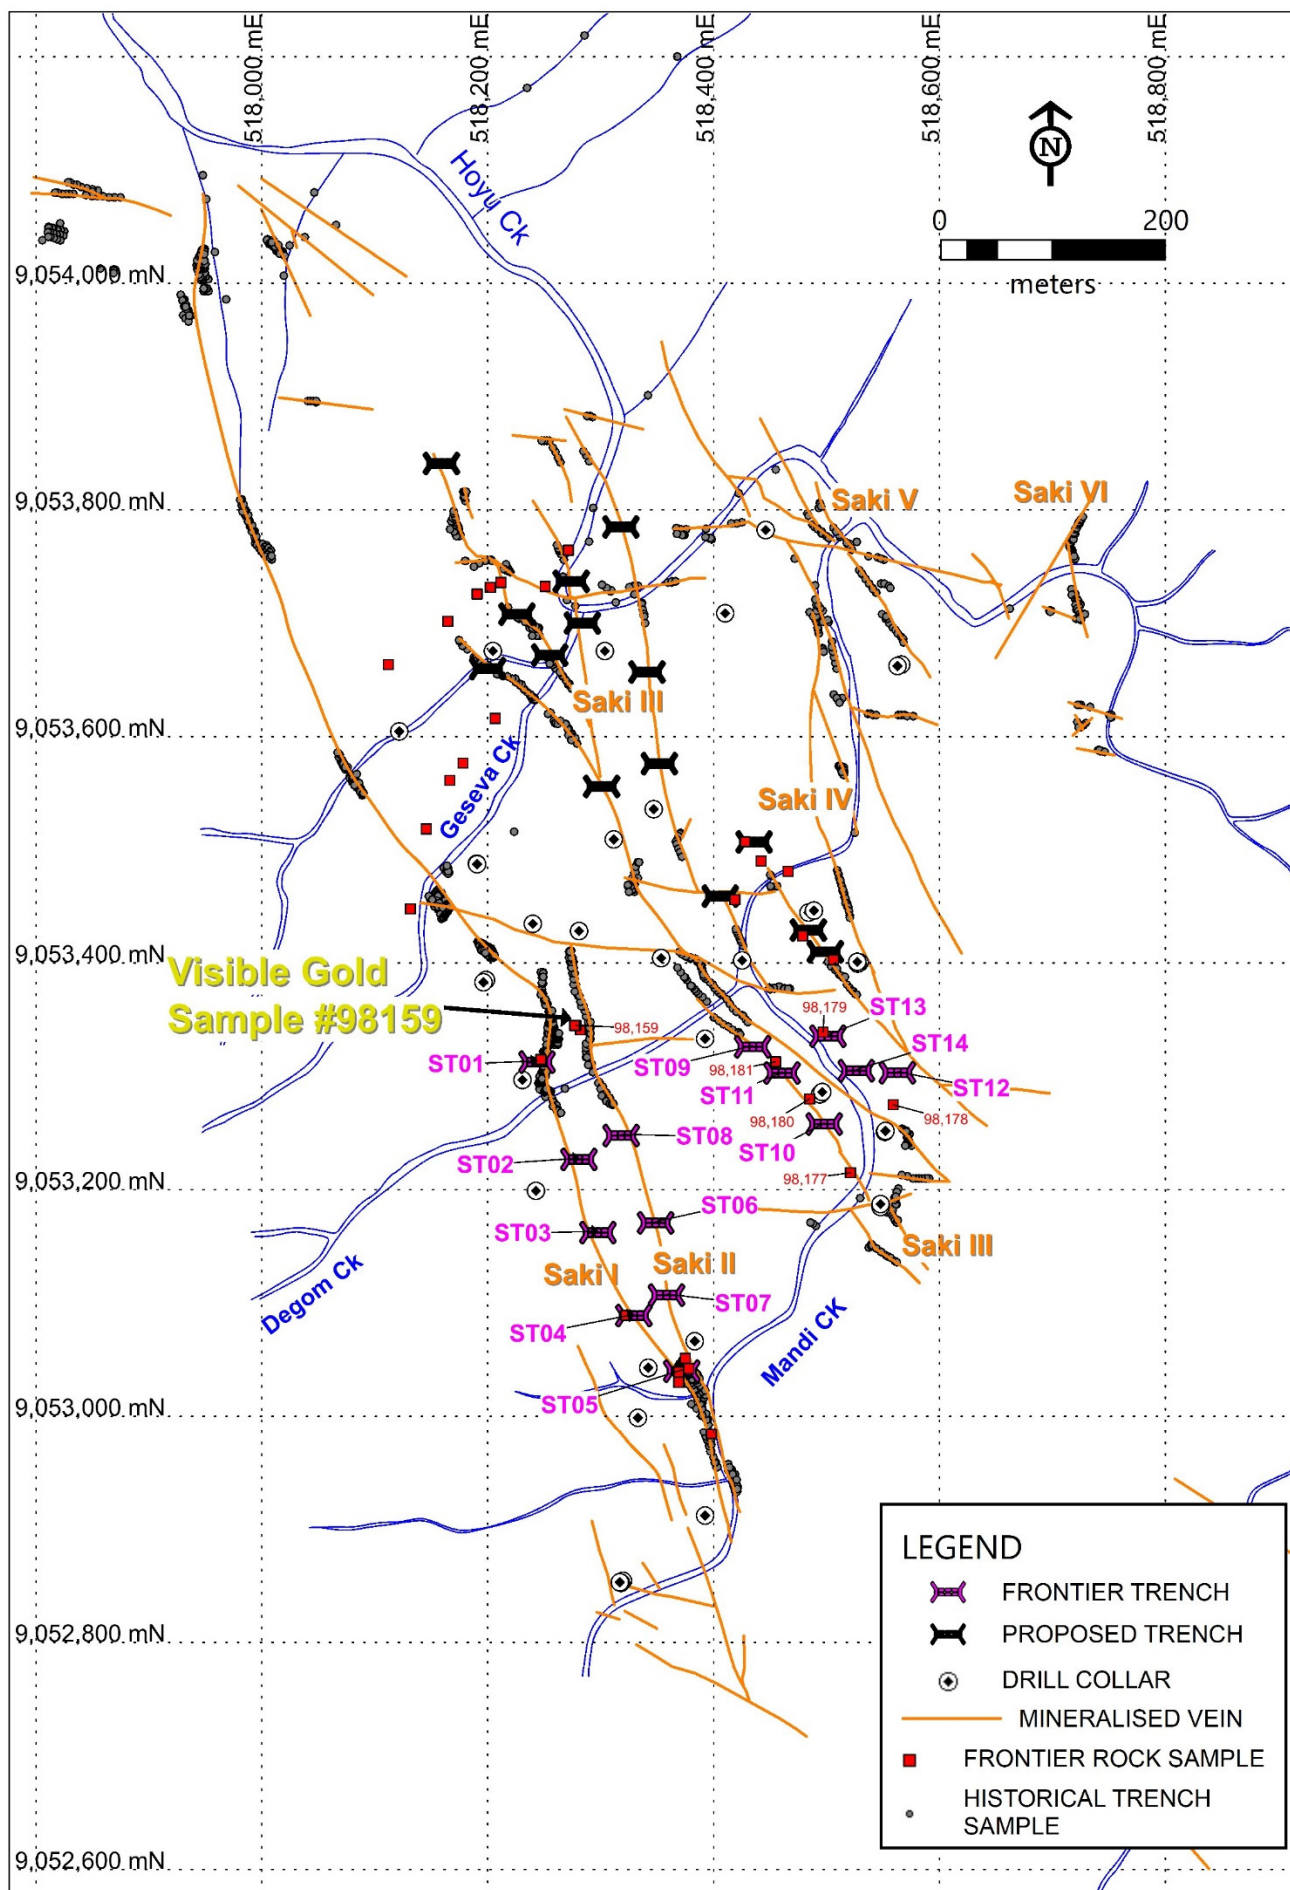 518,000 mE
518,200 mE
518,400 mE
518,600 mE
518,800 mE
N
0 200
meters
Hoyu Ck
9,054,000 mN
Saki V
Saki VI
9,053,800 mN
Saki III
9,053,600 mN
Geseva Ck
Saki IV
9,053,400 mN
Visible Gold
Sample #98159
98,159
98,179
ST13
ST01
ST09
ST14
98,181
ST11
ST12
98,178
98,180
ST08
ST10
ST02
98,177
9,053,200 mN
ST06
ST03
Saki III
Saki I
Saki II
Degom Ck
ST07
ST04
Mandi CK
ST05
9,053,000 mN
9,052,800 mN
9,052,600 mN
LEGEND
FRONTIER TRENCH
PROPOSED TRENCH
DRILL COLLAR
MINERALISED VEIN
FRONTIER ROCK SAMPLE
HISTORICAL TRENCH
SAMPLE